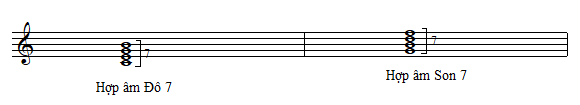 7
7
Hợp âm Đô 7
Hợp âm Son 7